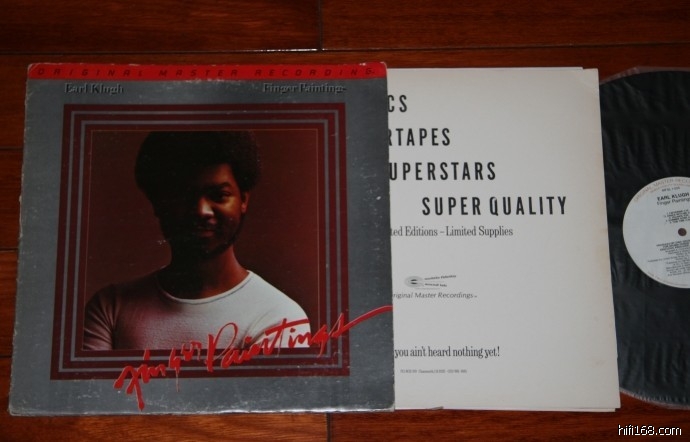 ORIGINAL MASTER RECORDING
Earl Klugh Finger Paintings
Finger Paintings
CS
RTAPES
UPERSTARS
SUPER QUALITY
ted Editions – Limited Supplies
riginal Master Recordings™
you ain't heard nothing yet!
EARL KLUGH
Finger Paintings
hifi168.com